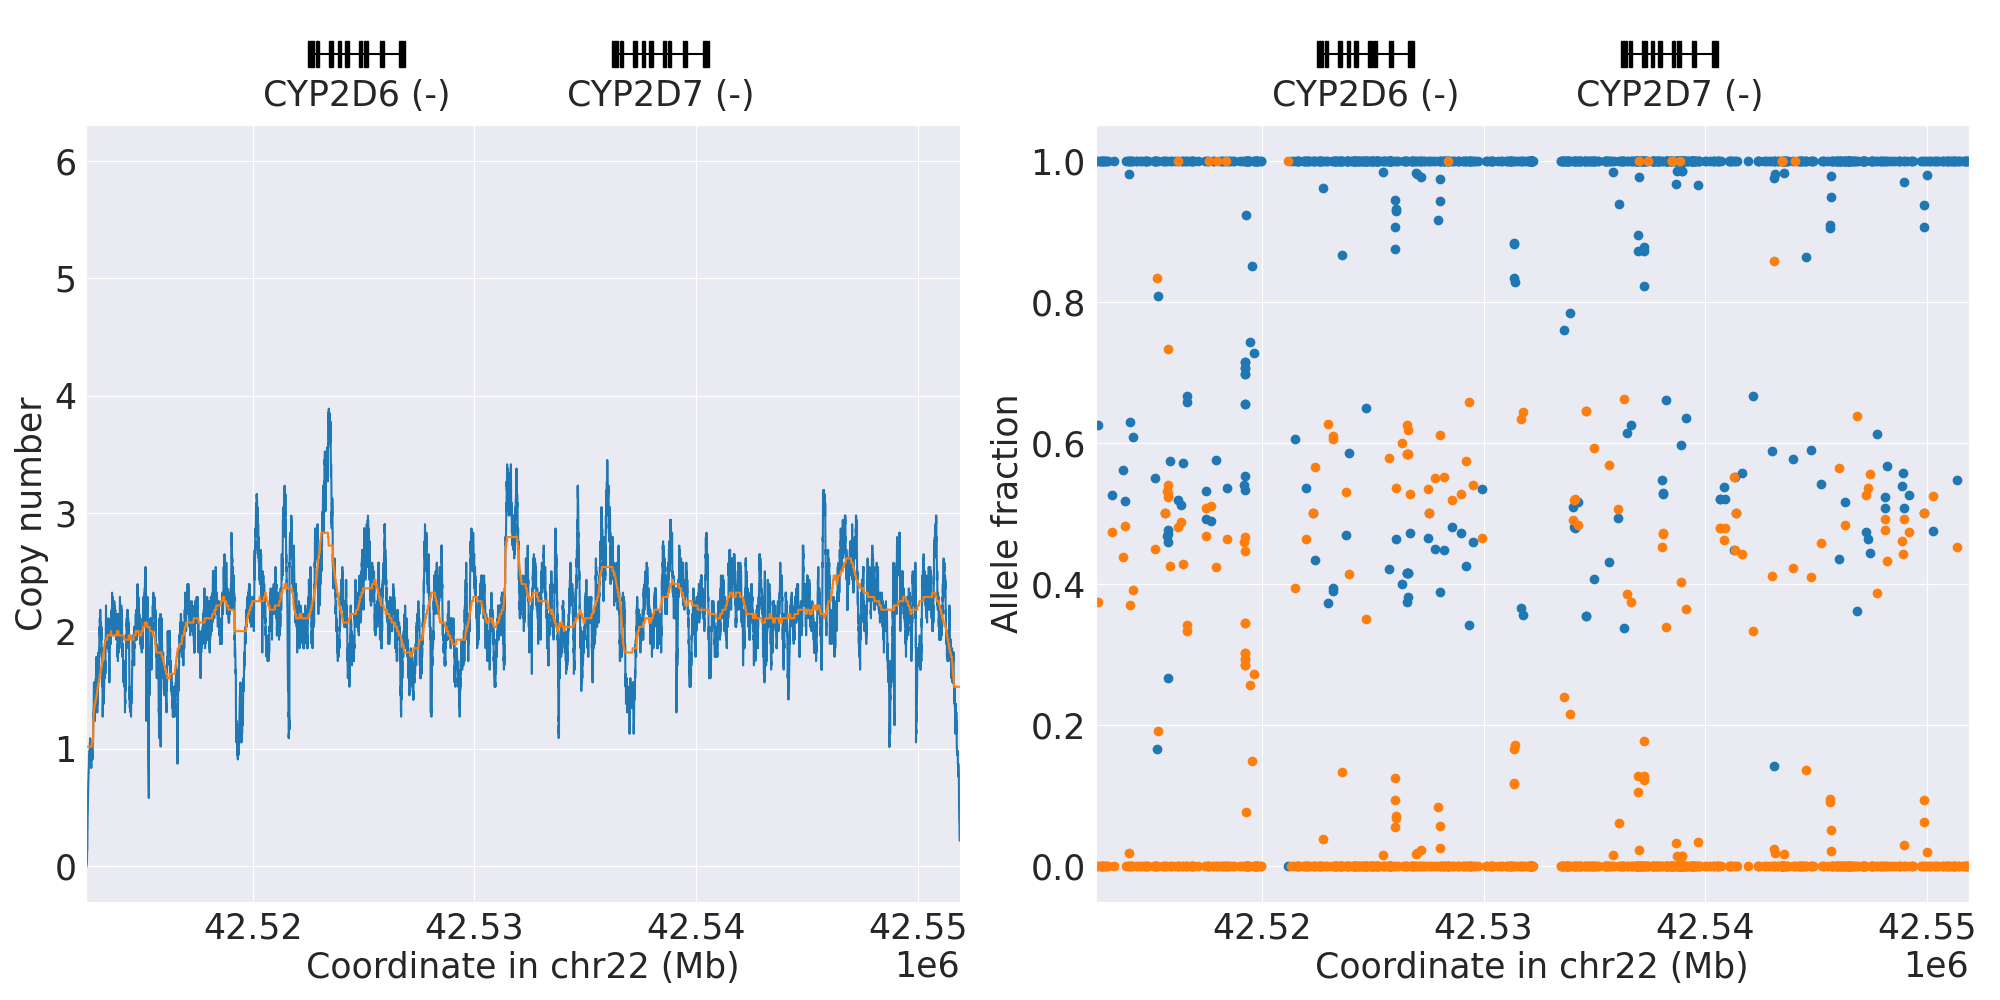 CYP2D6 (-) CYP2D7 (-)
6
5
4
3
2
1
0
Copy number
42.52 42.53 42.54 42.55
Coordinate in chr22 (Mb) 1e6
CYP2D6 (-) CYP2D7 (-)
1.0
0.8
0.6
0.4
0.2
0.0
Allele fraction
42.52 42.53 42.54 42.55
Coordinate in chr22 (Mb) 1e6